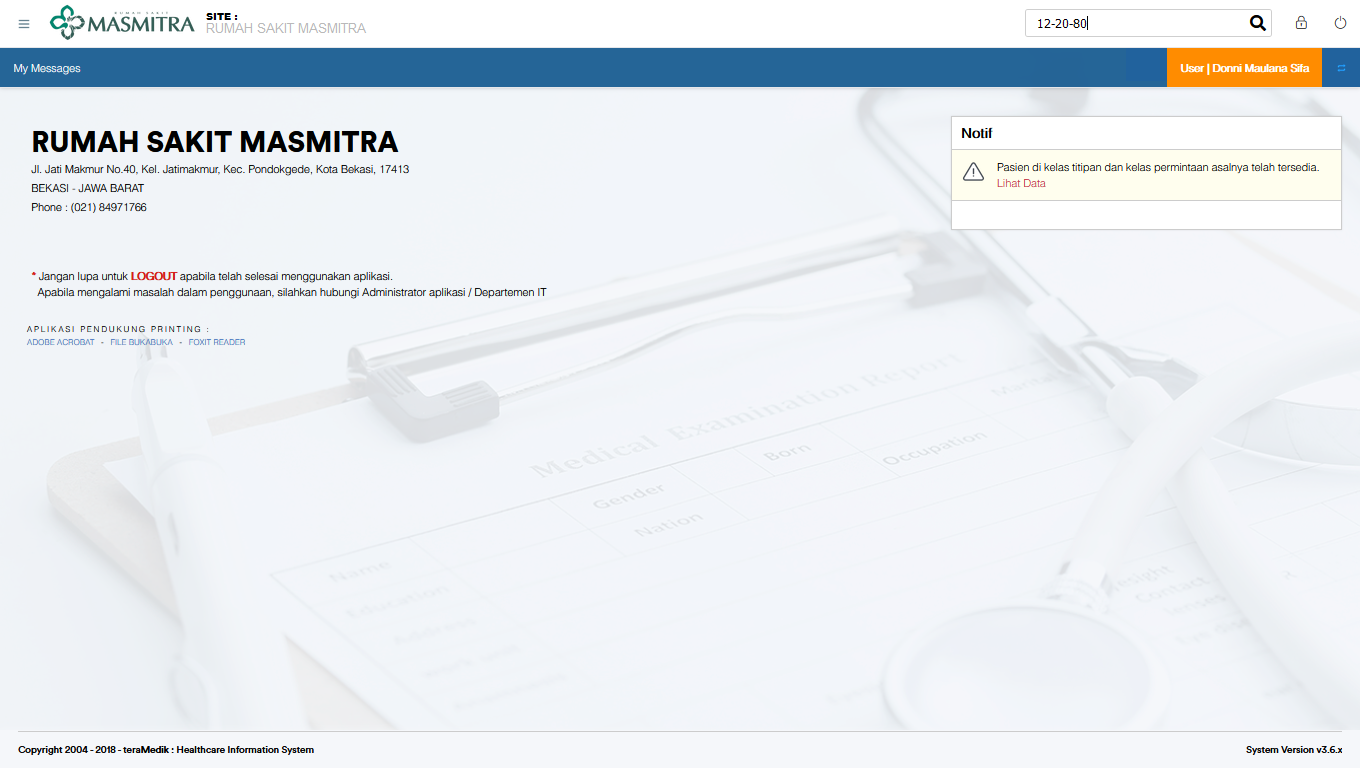 RUMAH SAKIT
MASMITRA
SITE :
RUMAH SAKIT MASMITRA
12-20-80
My Messages
User | Donni Maulana Sifa
RUMAH SAKIT MASMITRA
Jl. Jati Makmur No.40, Kel. Jatimakmur, Kec. Pondokgede, Kota Bekasi, 17413
BEKASI - JAWA BARAT
Phone : (021) 84971766
Notif
Pasien di kelas titipan dan kelas permintaan asalnya telah tersedia.
Lihat Data
* Jangan lupa untuk LOGOUT apabila telah selesai menggunakan aplikasi.
Apabila mengalami masalah dalam penggunaan, silahkan hubungi Administrator aplikasi / Departemen IT
APLIKASI PENDUKUNG PRINTING :
ADOBE ACROBAT - FILE BUKABUKA - FOXIT READER
Medical Examination Report
Born
Occupation
Gender
Nation
Name
Education
Address
Contact
lenses
Copyright 2004 - 2018 - teraMedik : Healthcare Information System
System Version v3.6.x